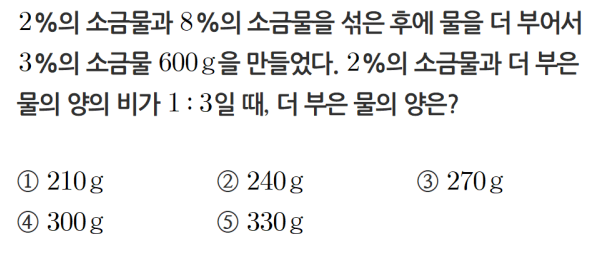 2%의 소금물과 8%의 소금물을 섞은 후에 물을 더 부어서
3%의 소금물 600g을 만들었다. 2%의 소금물과 더 부은
물의 양의 비가 1 : 3일 때, 더 부은 물의 양은?
① 210g ② 240g ③ 270g
④ 300g ⑤ 330g